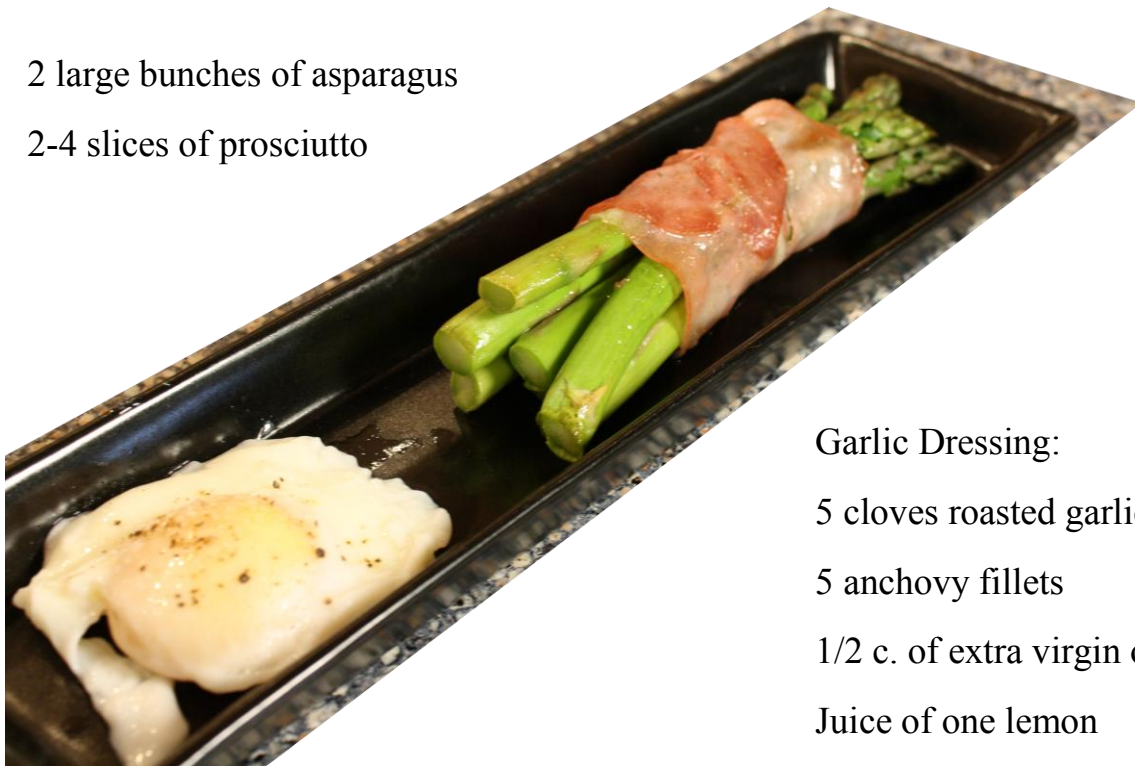 2 large bunches of asparagus
2-4 slices of prosciutto
Garlic Dressing:
5 cloves roasted
5 anchovy fillets
1/2 c. of extra virgin
Juice of one lemon